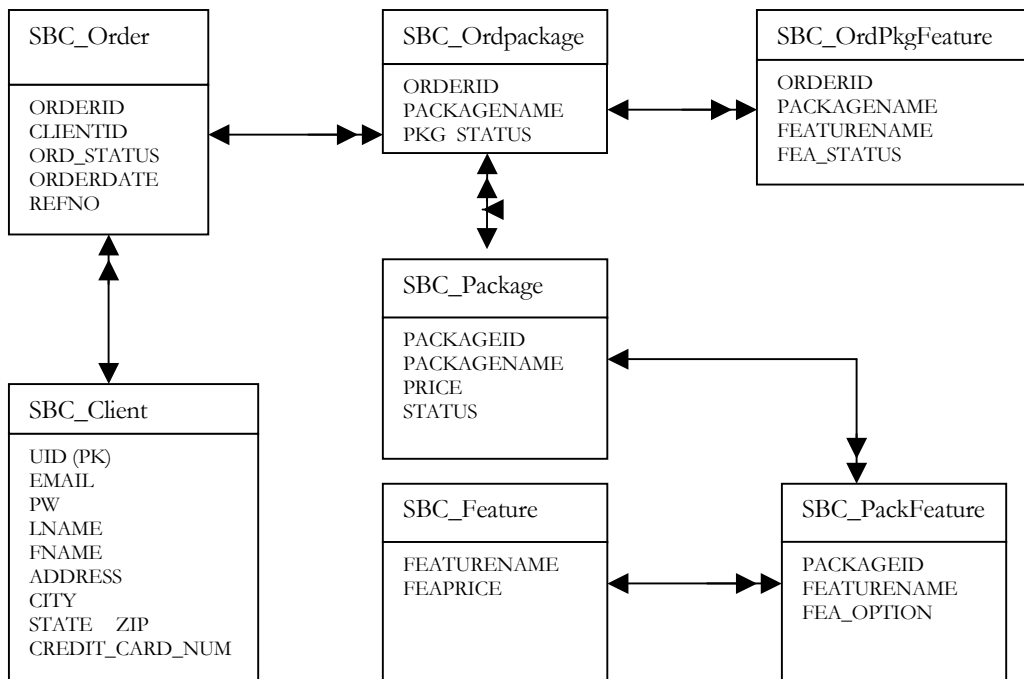 SBC_Order
ORDERID
CLIENTID
ORD_STATUS
ORDERDATE
REFNO
SBC_Ordpackage
ORDERID
PACKAGENAME
PKG STATUS
SBC_OrdPkgFeature
ORDERID
PACKAGENAME
FEATURENAME
FEA_STATUS
SBC_Package
PACKAGEID
PACKAGENAME
PRICE
STATUS
SBC_Client
UID (PK)
EMAIL
PW
LNAME
FNAME
ADDRESS
CITY
STATE ZIP
CREDIT_CARD_NUM
SBC_Feature
FEATURENAME
FEAPRICE
SBC_PackFeature
PACKAGEID
FEATURENAME
FEA_OPTION